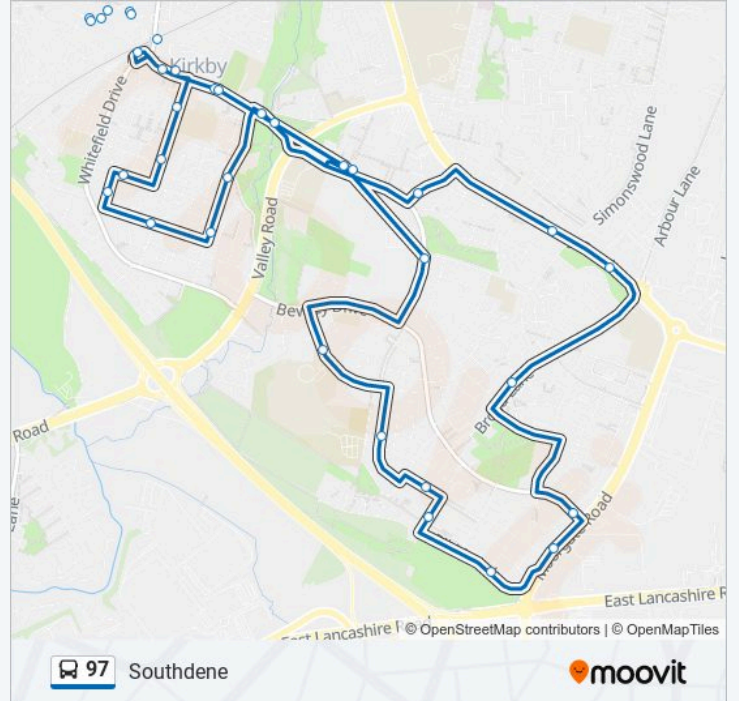 Kirkby
Whitefield Drive
Simonswood Lane
Arbour Lane
Valley Road
Road
East Lancashire
East Lancashire
© OpenStreetMap contributors | © OpenMapTiles
97 Southdene
moovit